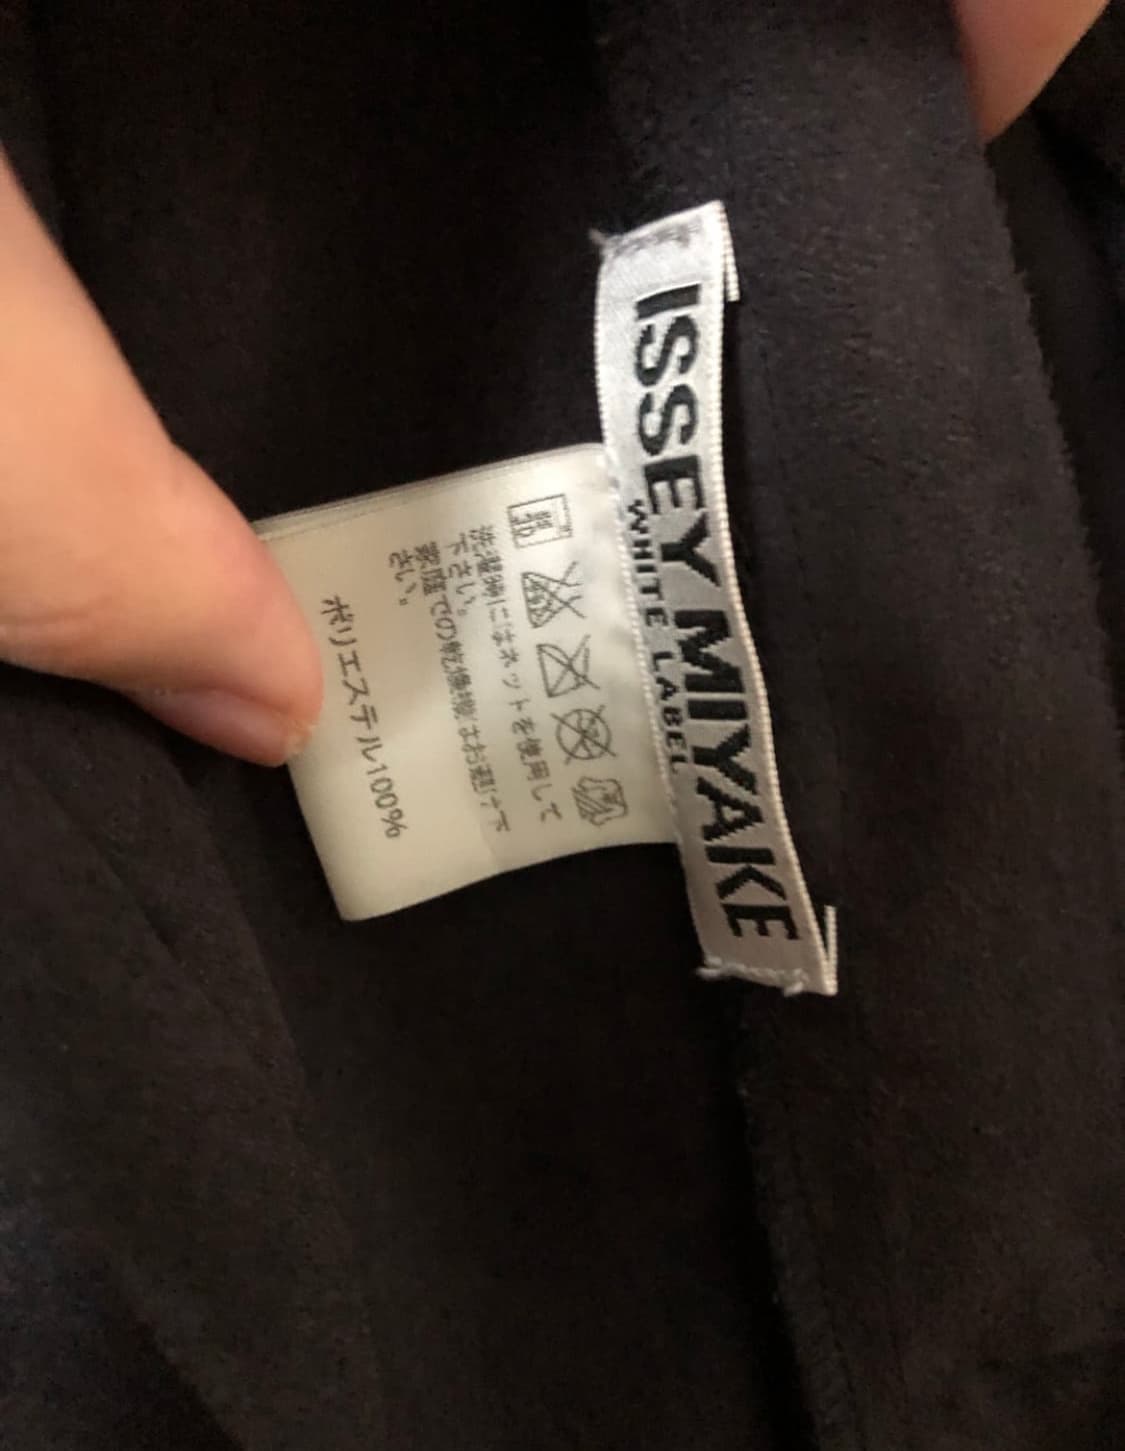 ISSEY MIYAKE
WHITE LABEL
洗濯時にはネットを使用して
下さい。
家庭での乾燥機はお避け下
さい。
ポリエステル100%